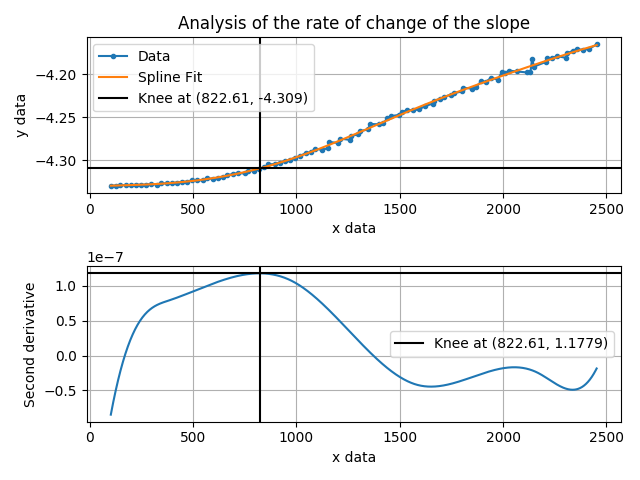 Analysis of the rate of change of the slope
Data
Spline Fit
Knee at (822.61, -4.309)
y data
−4.20
−4.25
−4.30
0
500
1000
1500
2000
2500
x data
1e−7
Second derivative
1.0
0.5
0.0
−0.5
Knee at (822.61, 1.1779)
0
500
1000
1500
2000
2500
x data